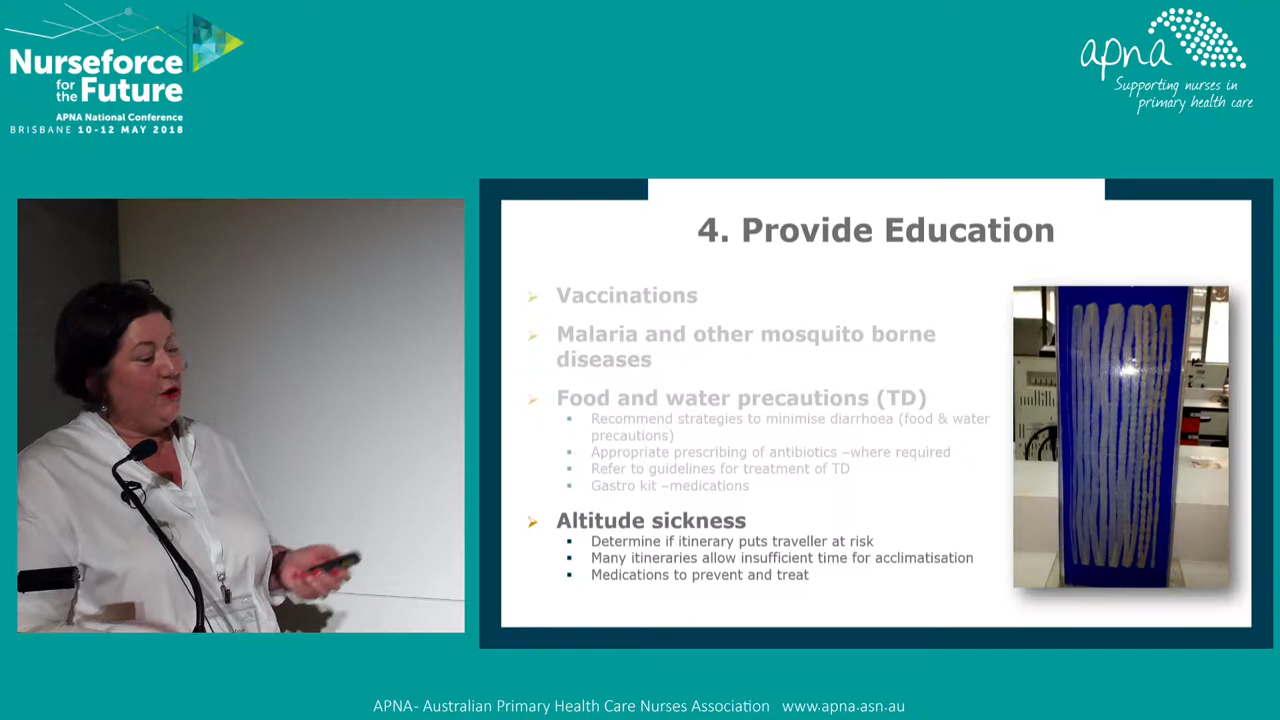 Nurseforce
for the Future
APNA National Conference
BRISBANE 10-12 MAY 2018
apna
Supporting nurses in
primary health care
4. Provide Education
Vaccinations
Malaria and other mosquito borne
diseases
Food and water precautions (TD)
Recommend strategies to minimise diarrhoea (food & water
precautions)
Appropriate prescribing of antibiotics –where required
Refer to guidelines for treatment of TD
Gastro kit –medications
Altitude sickness
Determine if itinerary puts traveller at risk
Many itineraries allow insufficient time for acclimatisation
Medications to prevent and treat
APNA- Australian Primary Health Care Nurses Association www.apna.asn.au